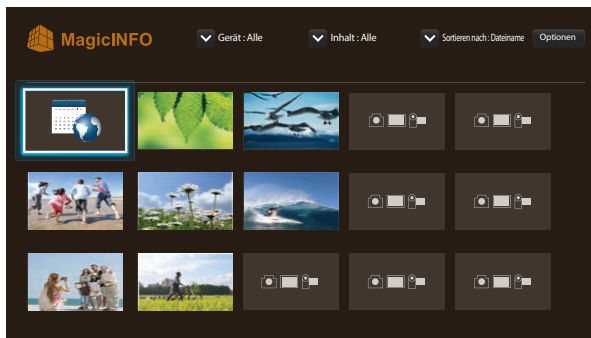 MagicINFO
Gerät : Alle
Inhalt : Alle
Sortieren nach : Dateiname
Optionen